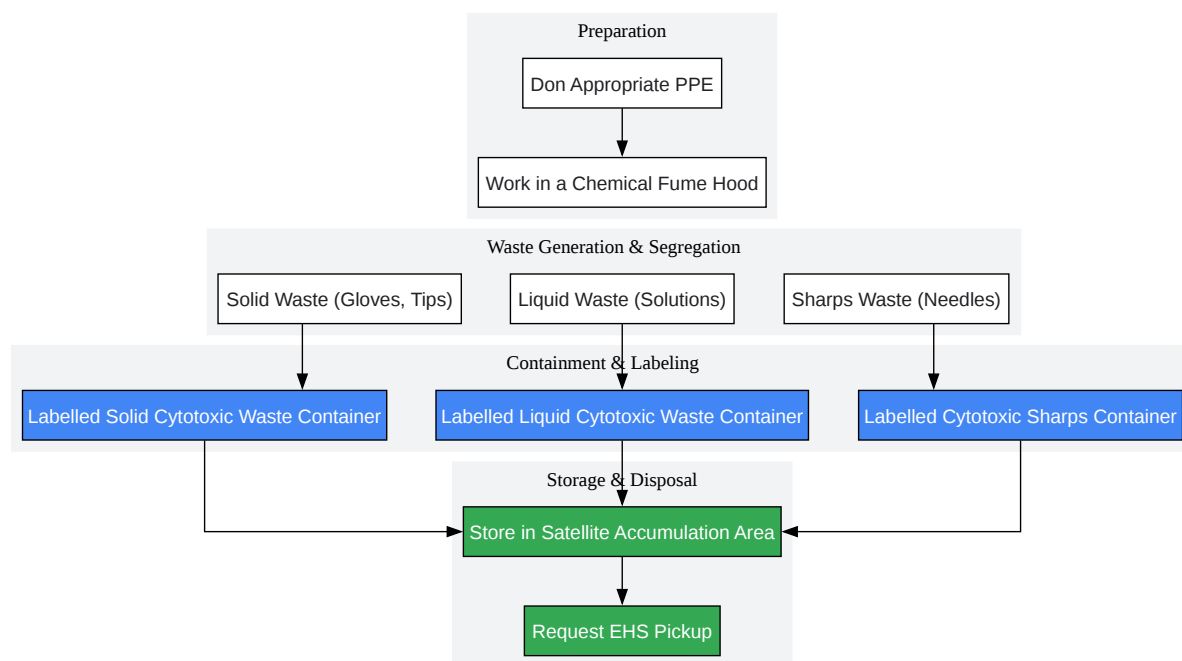 Preparation
Don Appropriate PPE
Work in a Chemical Fume Hood
Waste Generation & Segregation
Solid Waste (Gloves, Tips)
Liquid Waste (Solutions)
Sharps Waste (Needles)
Containment & Labeling
Labelled Solid Cytotoxic Waste Container
Labelled Liquid Cytotoxic Waste Container
Labelled Cytotoxic Sharps Container
Storage & Disposal
Store in Satellite Accumulation Area
Request EHS Pickup